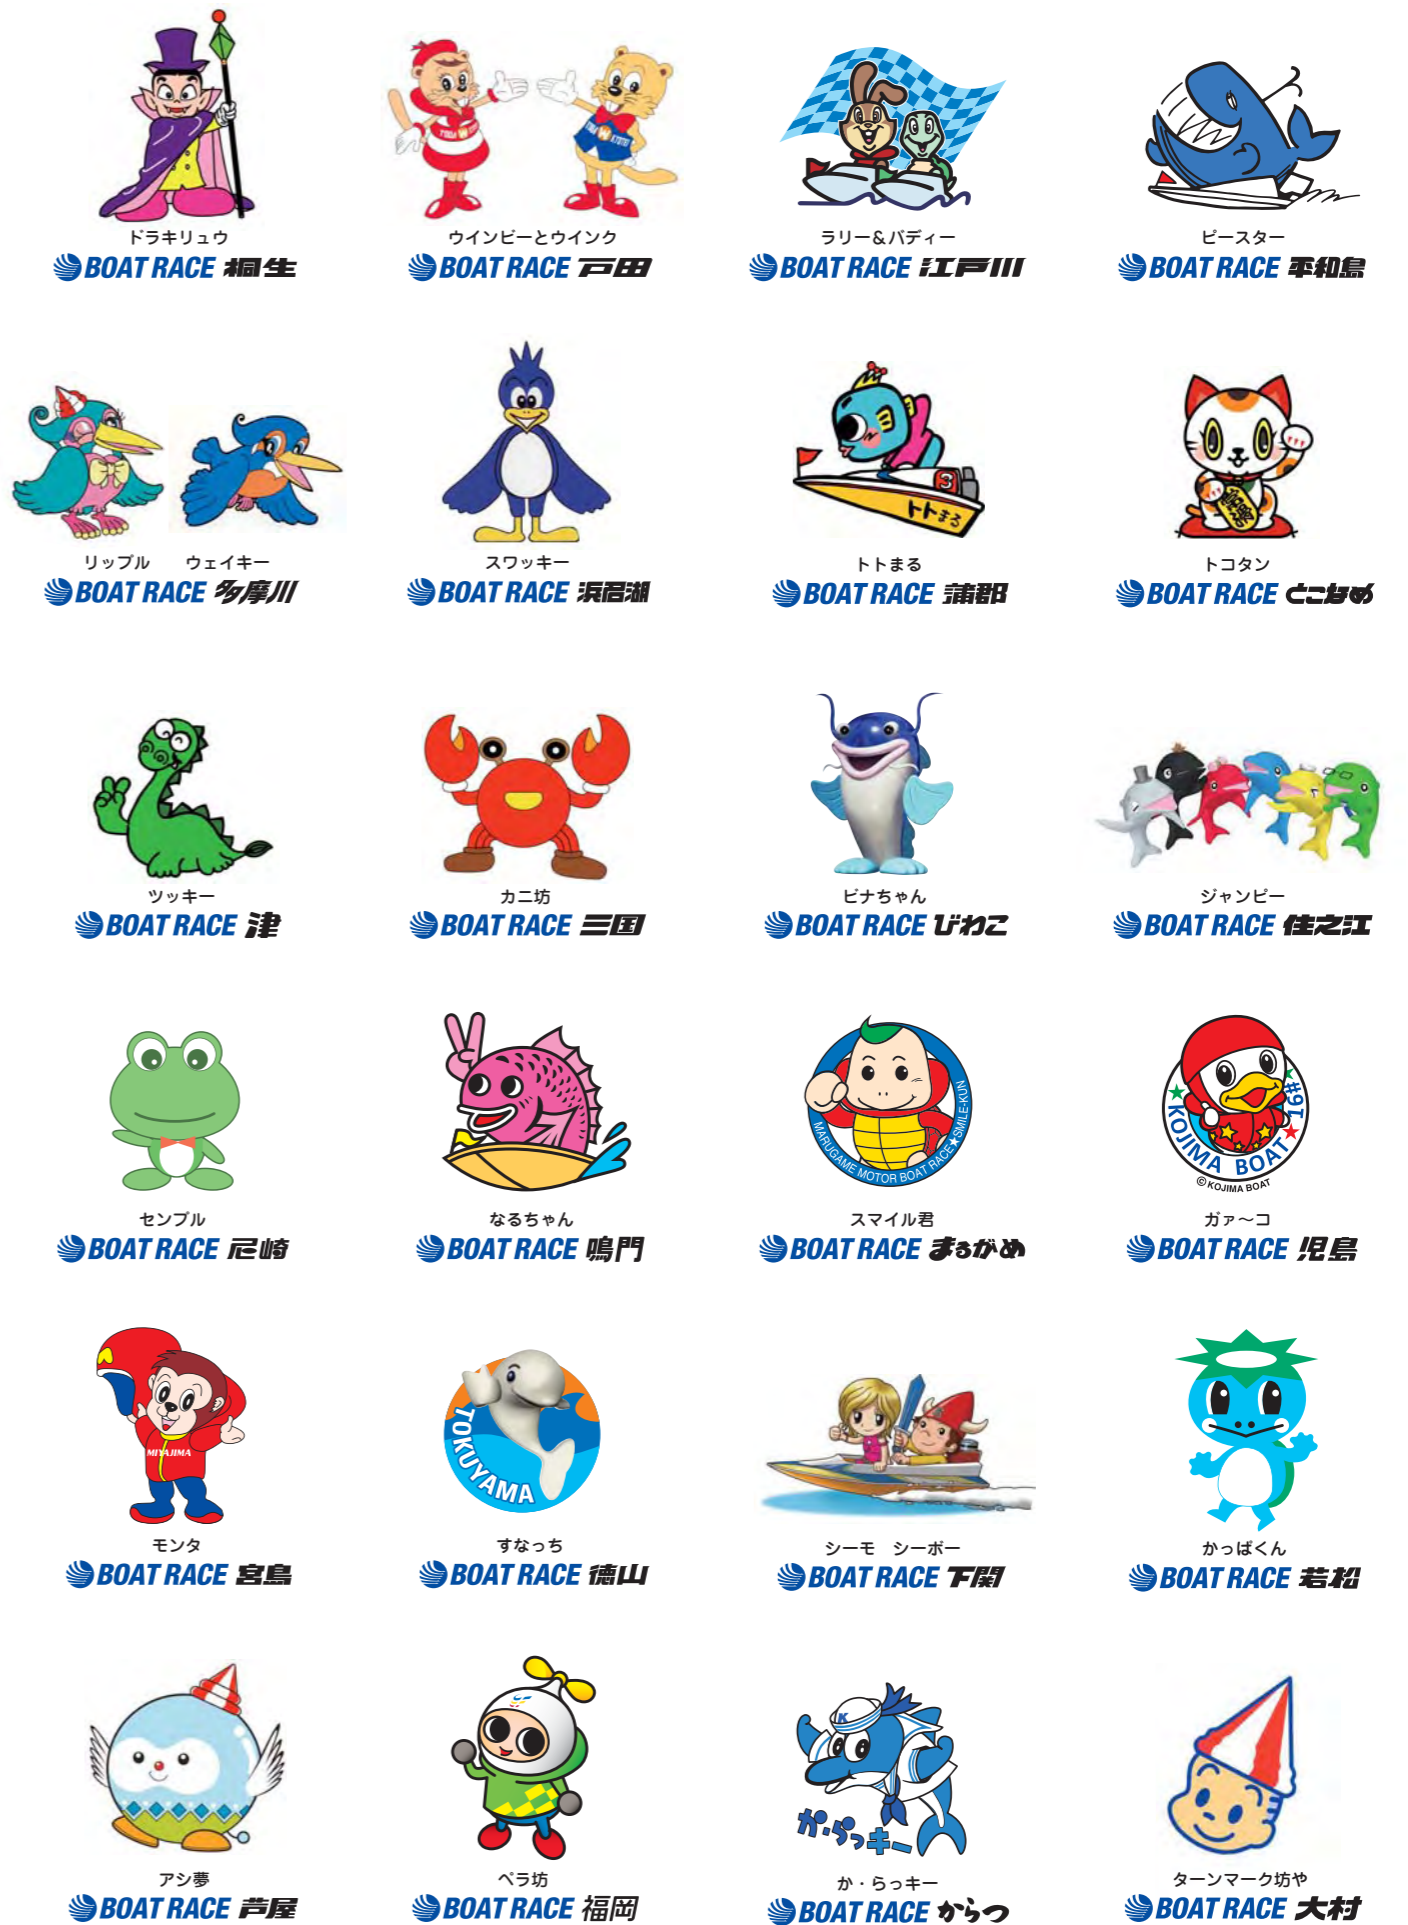 ドラキリュウ
BOAT RACE 桐生
TODA W KYOTEI
TODA W KYOTEI
ウインビーとウインク
BOAT RACE 戸田
ラリー＆バディー
BOAT RACE 江戸川
ピースター
BOAT RACE 平和島
リップル　ウェイキー
BOAT RACE 多摩川
スワッキー
BOAT RACE 浜名湖
3
トトまる
トトまる
BOAT RACE 蒲郡
トコタン
BOAT RACE とこなめ
ツッキー
BOAT RACE 津
カニ坊
BOAT RACE 三国
ビナちゃん
BOAT RACE びわこ
ジャンピー
BOAT RACE 住之江
センプル
BOAT RACE 尼崎
なるちゃん
BOAT RACE 鳴門
MARUGAME MOTOR BOAT RACE★SMILE-KUN
スマイル君
BOAT RACE まるがめ
★KOJIMA BOAT★16#
©KOJIMA BOAT
ガァ～コ
BOAT RACE 児島
MIYAJIMA
モンタ
BOAT RACE 宮島
TOKUYAMA
すなっち
BOAT RACE 徳山
シーモ　シーボー
BOAT RACE 下関
かっぱくん
BOAT RACE 若松
アシ夢
BOAT RACE 芦屋
ペラ坊
BOAT RACE 福岡
K
か・らっキー
か・らっキー
BOAT RACE からつ
ターンマーク坊や
BOAT RACE 大村